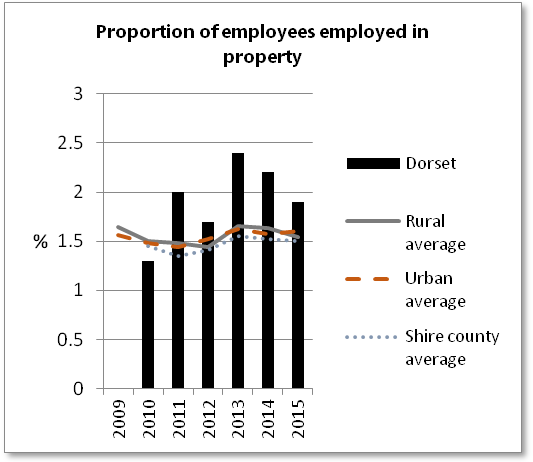 Proportion of employees employed in
property
3
2.5
2
1.5
1
0.5
0
%
2009
2010
2011
2012
2013
2014
2015
Dorset
Rural
average
Urban
average
Shire county
average